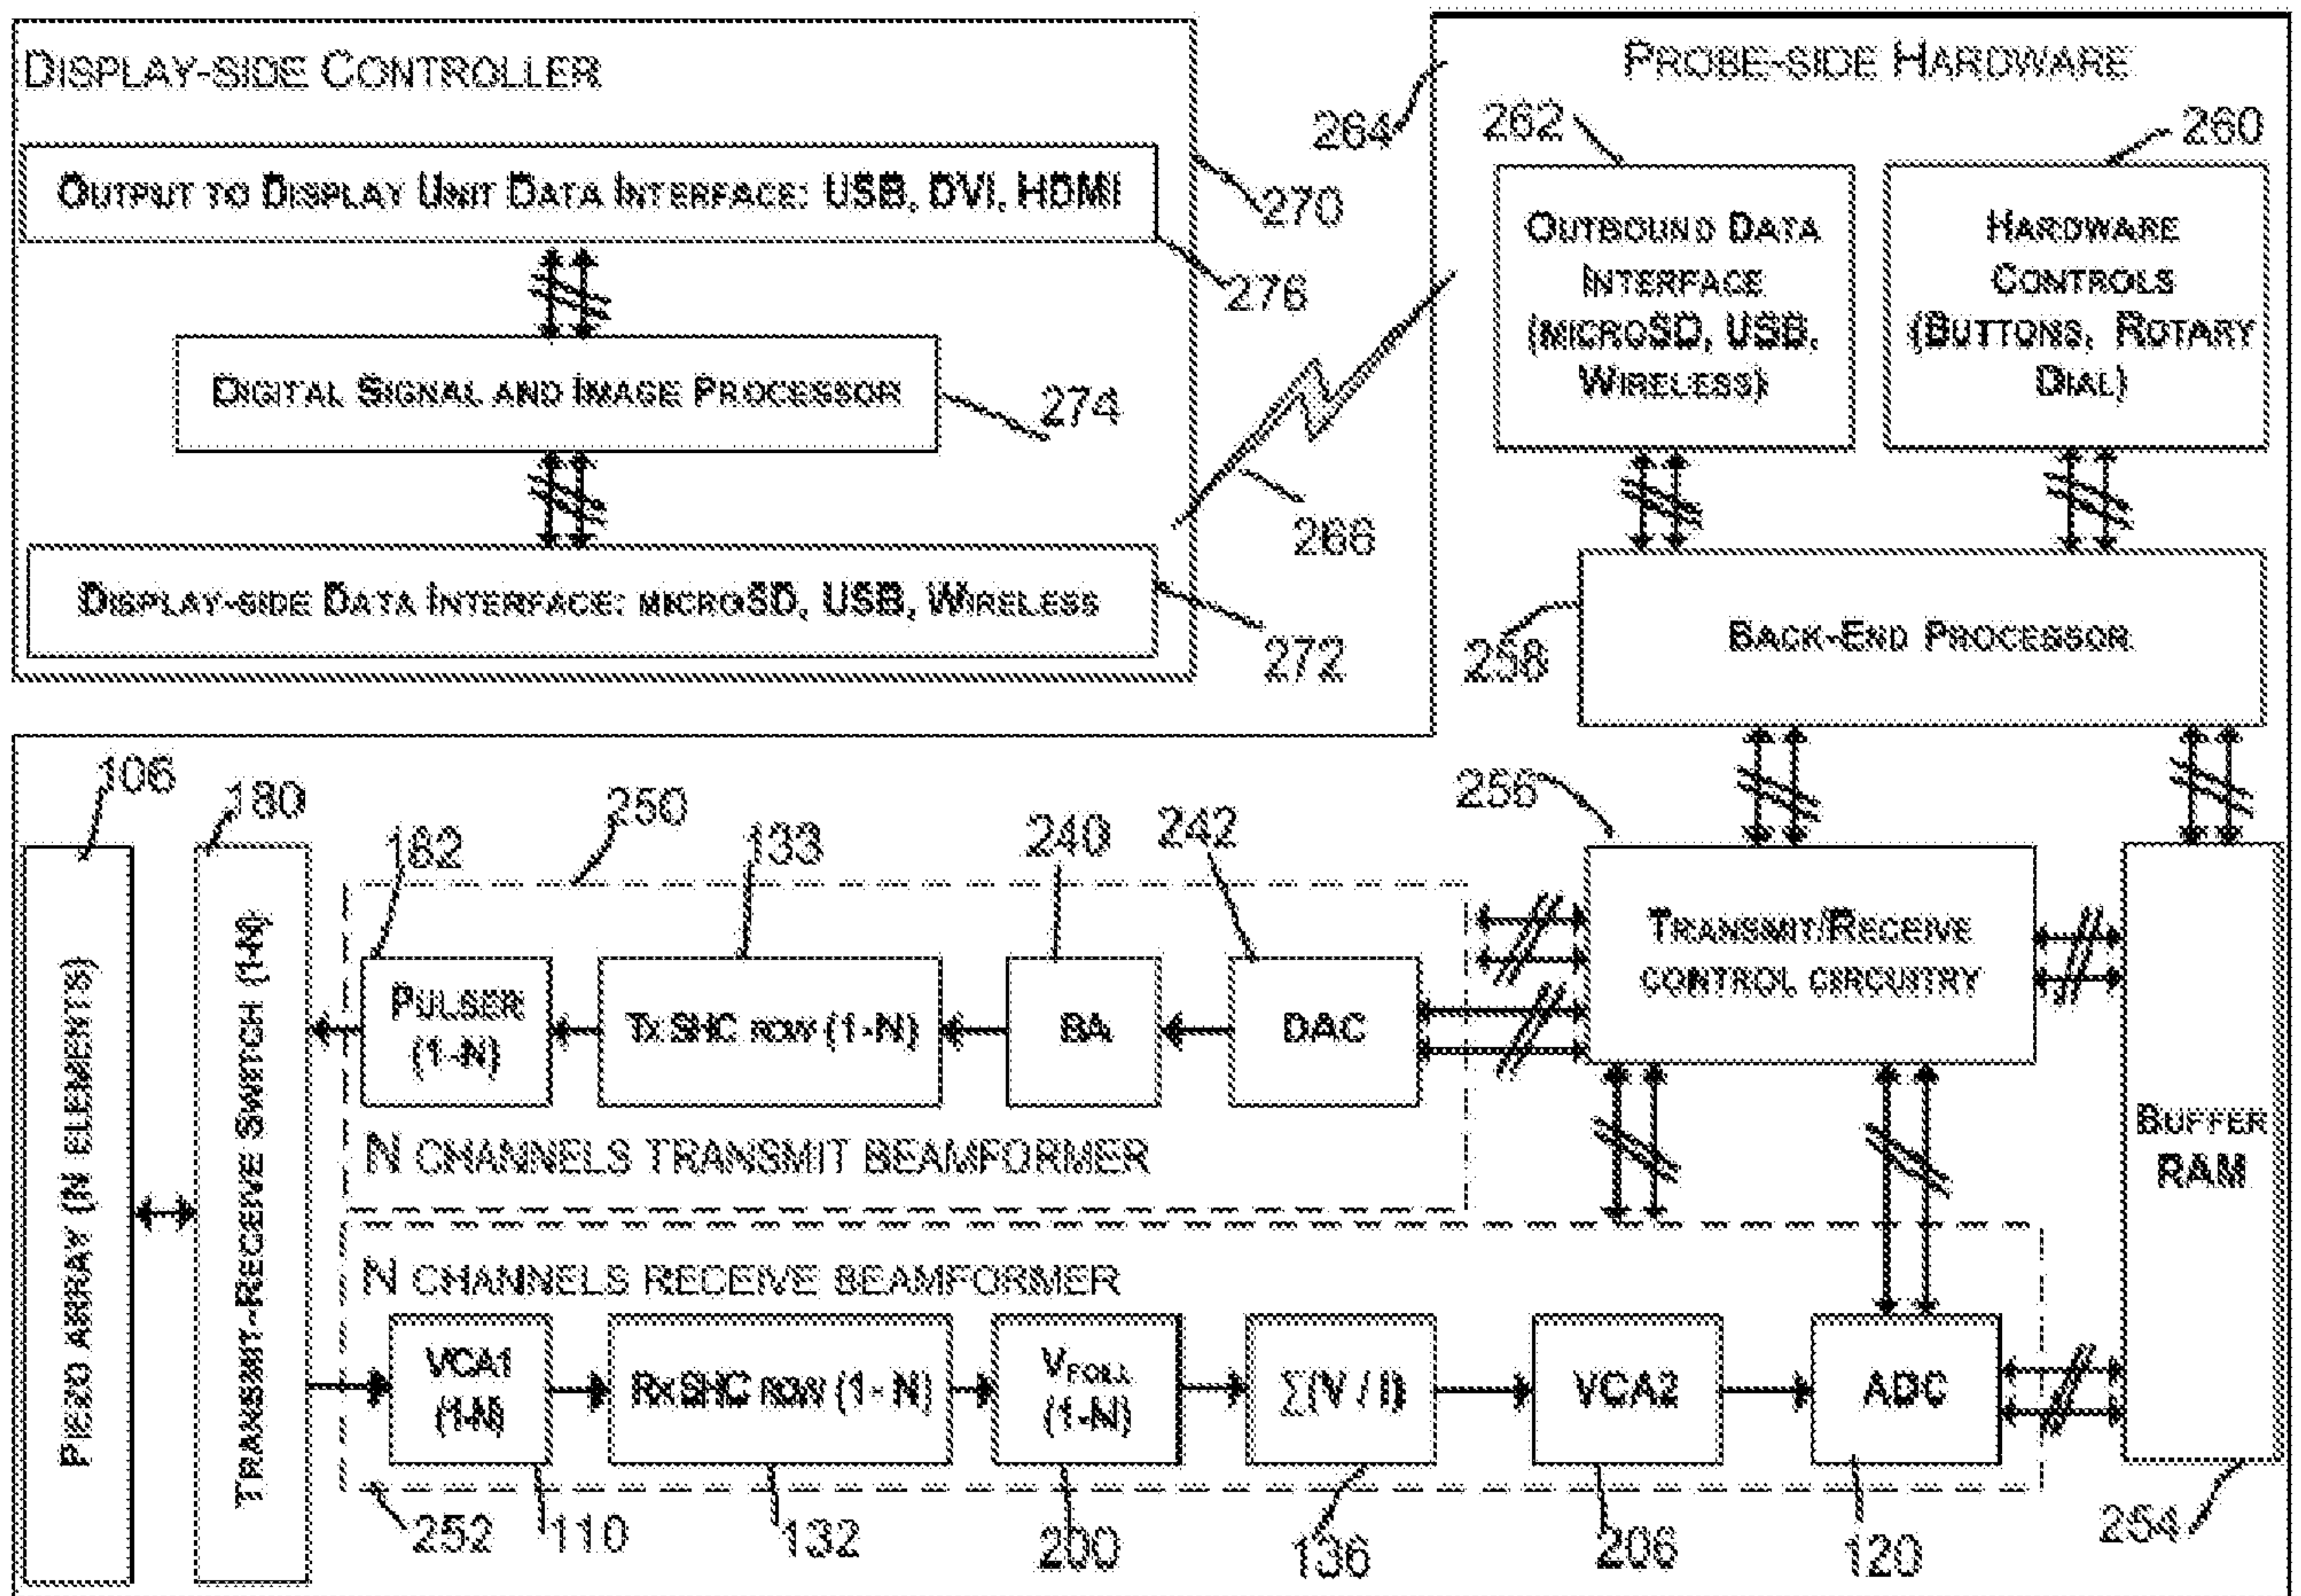 DISPLAY-SIDE CONTROLLER
OUTPUT TO DISPLAY UNIT DATA INTERFACE: USB, DVI, HDMI
270
276
DIGITAL SIGNAL AND IMAGE PROCESSOR
274
266
DISPLAY-SIDE DATA INTERFACE: MICROSD, USB, WIRELESS
272
PROBE-SIDE HARDWARE
264
262
260
OUTBOUND DATA
INTERFACE
(MICROSD, USB,
WIRELESS)
HARDWARE
CONTROLS
(BUTTONS, ROTARY
DIAL)
258
BACK-END PROCESSOR
106
180
250
256
182
133
240
242
PIEZO ARRAY (N ELEMENTS)
TRANSMIT-RECEIVE SWITCH (1-N)
PULSER
(1-N)
TX SHC ROW (1-N)
BA
DAC
TRANSMIT/RECEIVE
CONTROL CIRCUITRY
BUFFER
RAM
N CHANNELS TRANSMIT BEAMFORMER
N CHANNELS RECEIVE BEAMFORMER
VCA1
(1-N)
RX SHC ROW (1-N)
VFOLL
(1-N)
∑(V / I)
VCA2
ADC
252
110
132
200
136
206
120
254